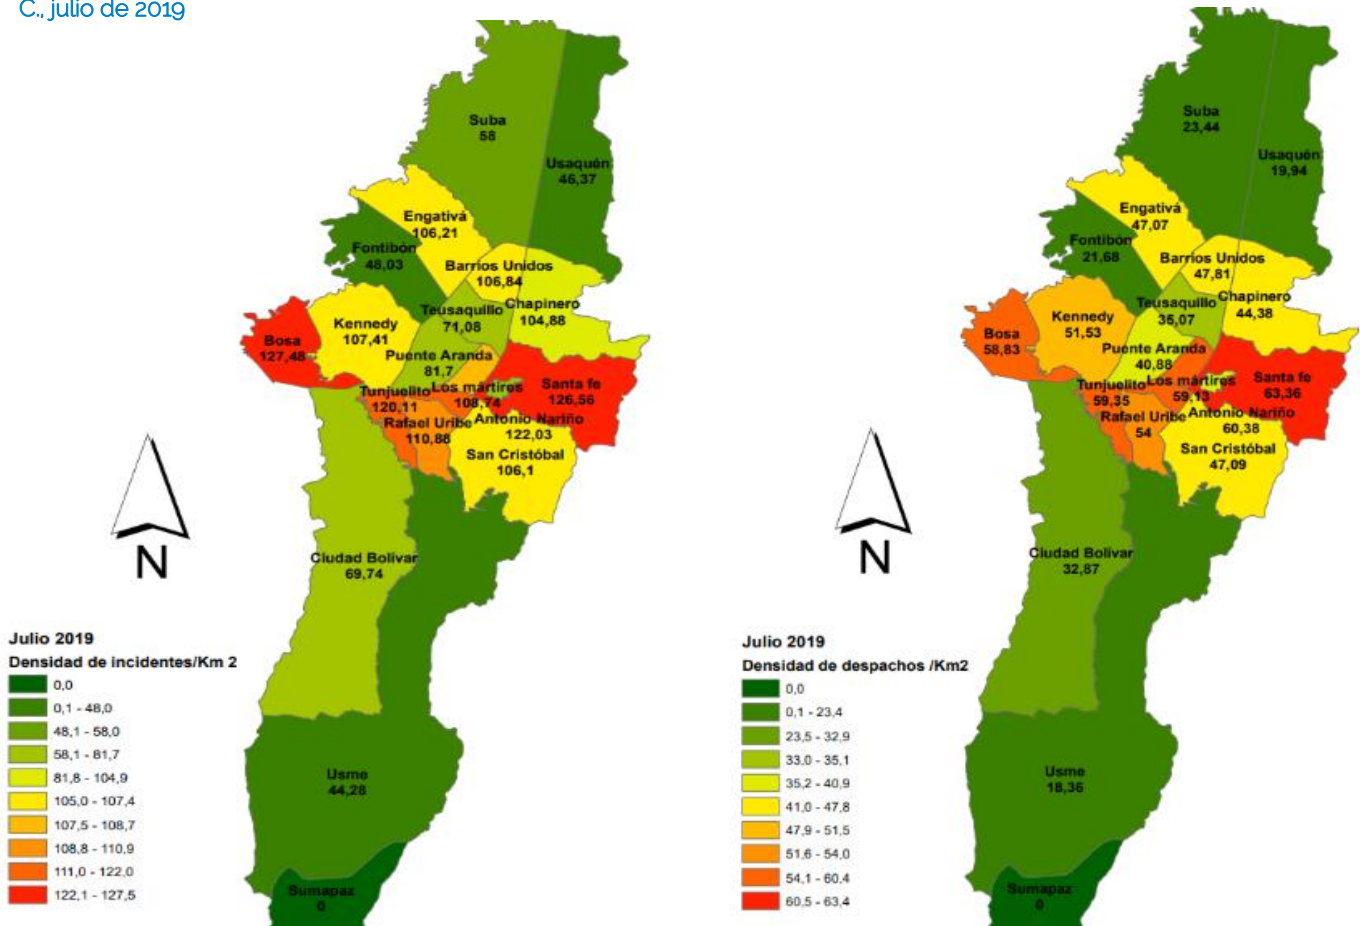 C., julio de 2019
Suba
58
Usaquén
46,37
Engativá
106,21
Fontibón
48,03
Barrios Unidos
106,84
Teusaquillo
71,08
Chapinero
104,88
Kennedy
107,41
Bosa
127,48
Puente Aranda
81,7
Tunjuelito
120,11
Los mártires
108,74
Santa fe
126,56
Rafael Uribe
110,88
Antonio Nariño
122,03
San Cristóbal
106,1
Ciudad Bolívar
69,74
Usme
44,28
Sumapaz
0
N
Julio 2019
Densidad de incidentes/Km 2
0,0
0,1 - 48,0
48,1 - 58,0
58,1 - 81,7
81,8 - 104,9
105,0 - 107,4
107,5 - 108,7
108,8 - 110,9
111,0 - 122,0
122,1 - 127,5
Suba
23,44
Usaquén
19,94
Engativá
47,07
Fontibón
21,68
Barrios Unidos
47,81
Teusaquillo
35,07
Chapinero
44,38
Kennedy
51,53
Bosa
58,83
Puente Aranda
40,88
Tunjuelito
59,35
Los mártires
59,13
Santa fe
63,36
Rafael Uribe
54
Antonio Nariño
60,38
San Cristóbal
47,09
Ciudad Bolívar
32,87
Usme
18,36
Sumapaz
0
N
Julio 2019
Densidad de despachos /Km2
0,0
0,1 - 23,4
23,5 - 32,9
33,0 - 35,1
35,2 - 40,9
41,0 - 47,8
47,9 - 51,5
51,6 - 54,0
54,1 - 60,4
60,5 - 63,4